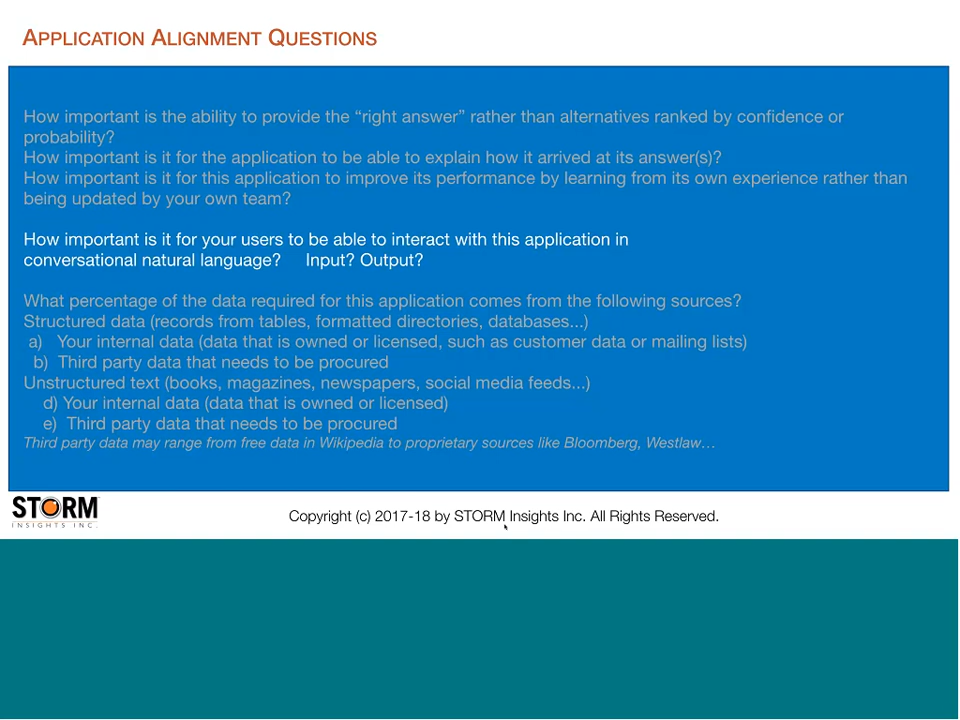 APPLICATION ALIGNMENT QUESTIONS
How important is the ability to provide the “right answer” rather than alternatives ranked by confidence or
probability?
How important is it for the application to be able to explain how it arrived at its answer(s)?
How important is it for this application to improve its performance by learning from its own experience rather than
being updated by your own team?
How important is it for your users to be able to interact with this application in
conversational natural language? Input? Output?
What percentage of the data required for this application comes from the following sources?
Structured data (records from tables, formatted directories, databases...)
a) Your internal data (data that is owned or licensed, such as customer data or mailing lists)
b) Third party data that needs to be procured
Unstructured text (books, magazines, newspapers, social media feeds...)
d) Your internal data (data that is owned or licensed)
e) Third party data that needs to be procured
Third party data may range from free data in Wikipedia to proprietary sources like Bloomberg, Westlaw…
STORM
INSIGHTS INC.
Copyright (c) 2017-18 by STORM Insights Inc. All Rights Reserved.